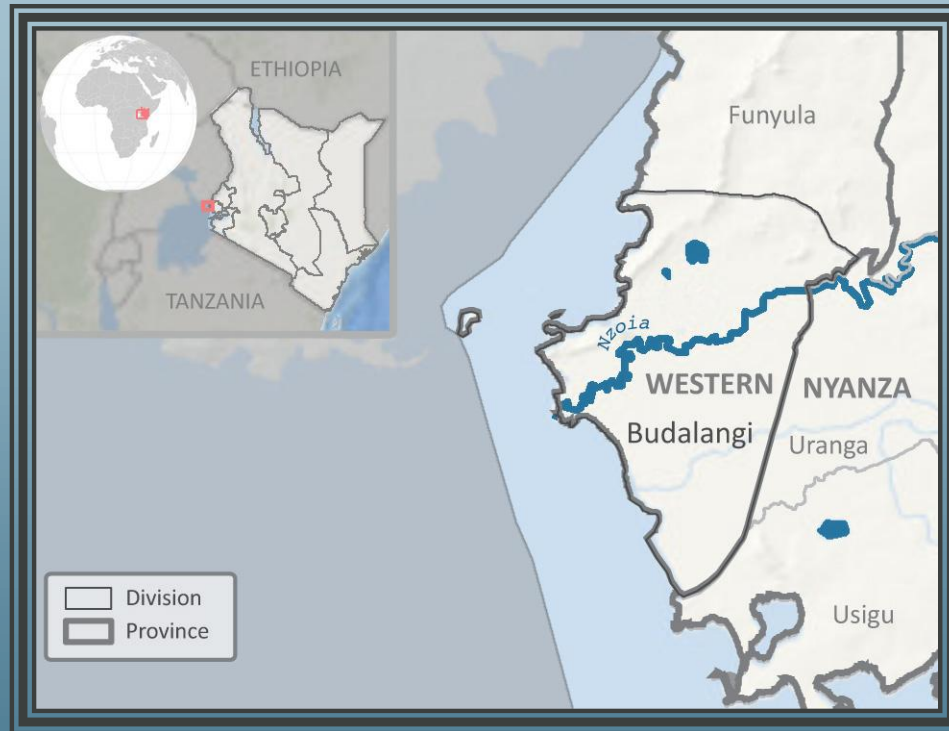 ETHIOPIA
TANZANIA
Funyula
Nzoia
WESTERN
NYANZA
Budalangi
Uranga
Usigu
Division
Province